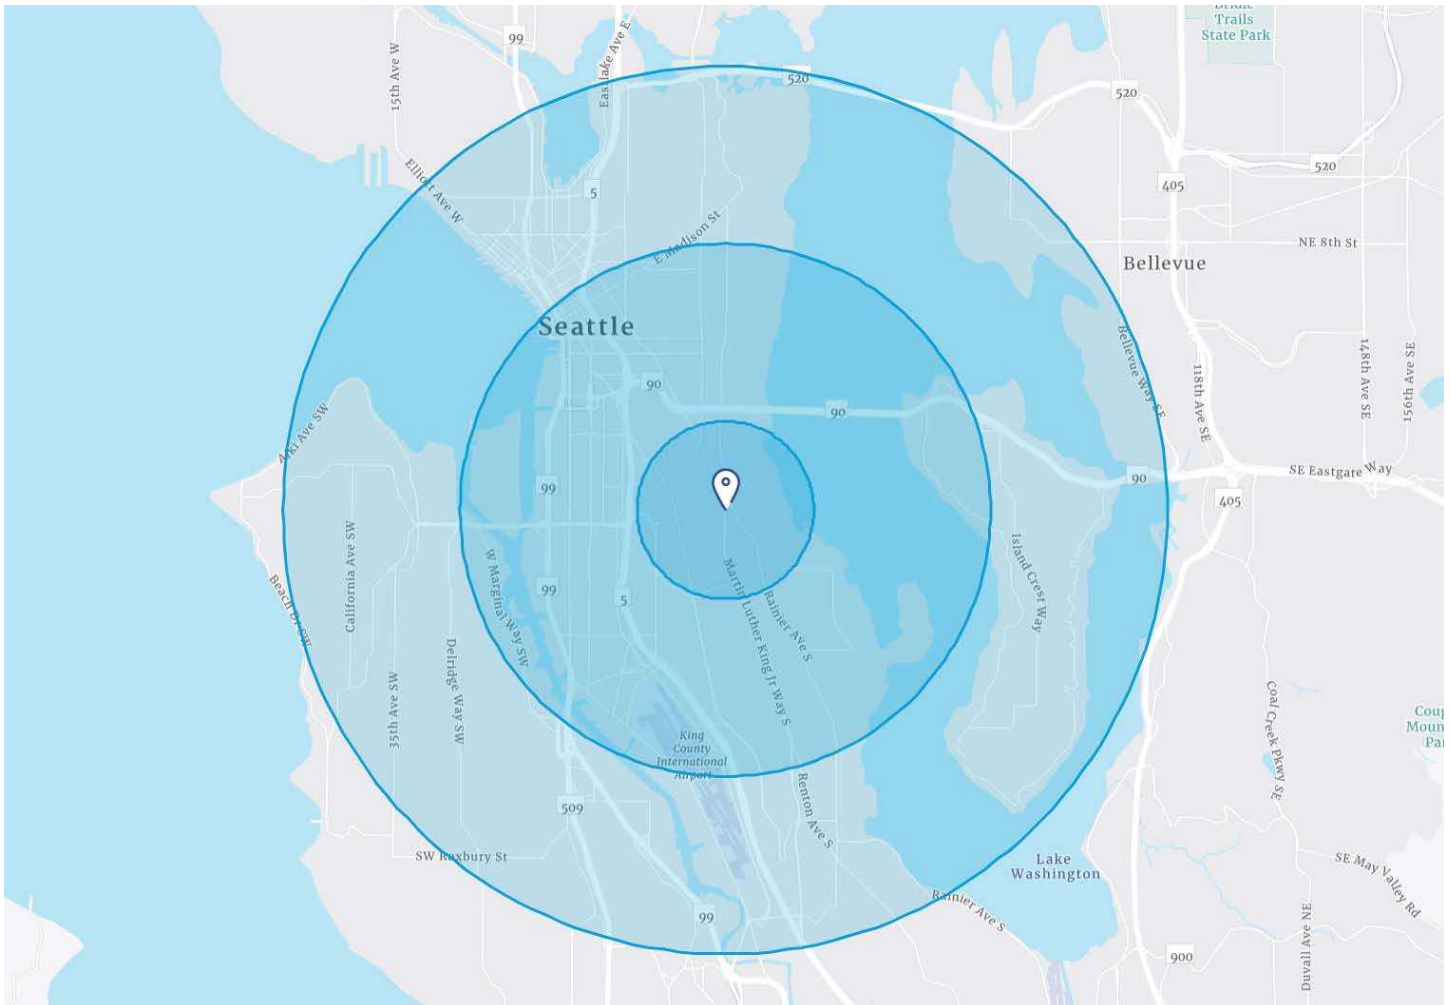 Bridle
Trails
State Park
99
Eastlake Ave E
15th Ave W
520
520
520
405
5
Elliott Ave W
E Madison St
NE 8th St
Bellevue
Seattle
Bellevue Way SE
118th Ave SE
148th Ave SE
156th Ave SE
90
90
Alki Ave SW
SE Eastgate Way
90
99
405
California Ave SW
Island Crest Way
W Marginal Way SW
Beach Dr SW
99
5
Martin Luther King Jr Way S
Rainier Ave S
Delridge Way SW
35th Ave SW
Coal Creek Pkwy SE
King
County
International
Airport
Renton Ave S
509
SW Roxbury St
Lake
Washington
SE May Valley Rd
Rainier Ave S
99
Duvall Ave NE
900
Coug
Moun
Par